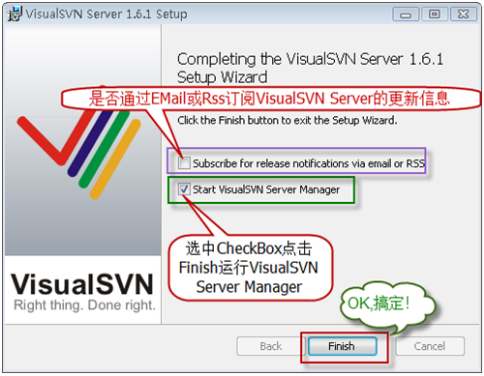 VisualSVN Server 1.6.1 Setup
Completing the VisualSVN Server 1.6.1
Setup Wizard
是否通过EMail或Rss订阅VisualSVN Server的更新信息
Click the Finish button to exit the Setup Wizard.
Subscribe for release notifications via email or RSS
Start VisualSVN Server Manager
选中CheckBox点击
Finish运行VisualSVN
Server Manager
VisualSVN
Right thing. Done right.
OK,搞定!
Back
Finish
Cancel